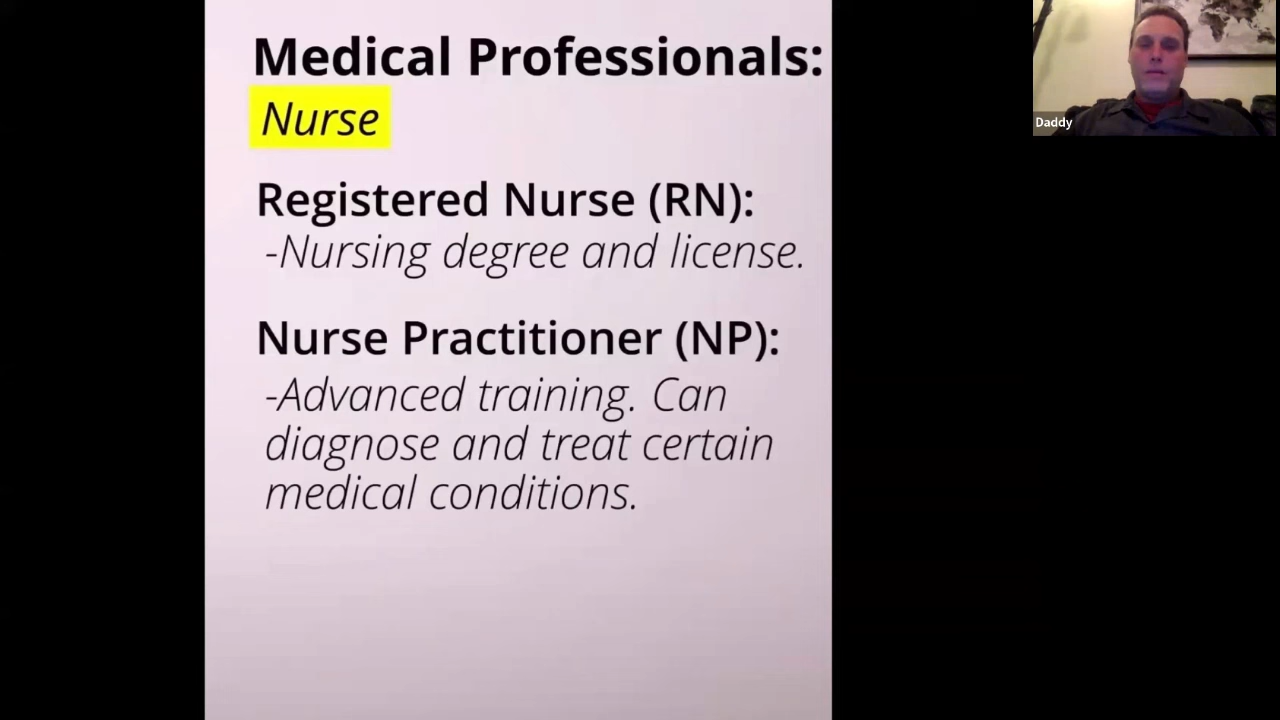 Medical Professionals:
Nurse
Registered Nurse (RN):
-Nursing degree and license.
Nurse Practitioner (NP):
-Advanced training. Can
diagnose and treat certain
medical conditions.
Daddy